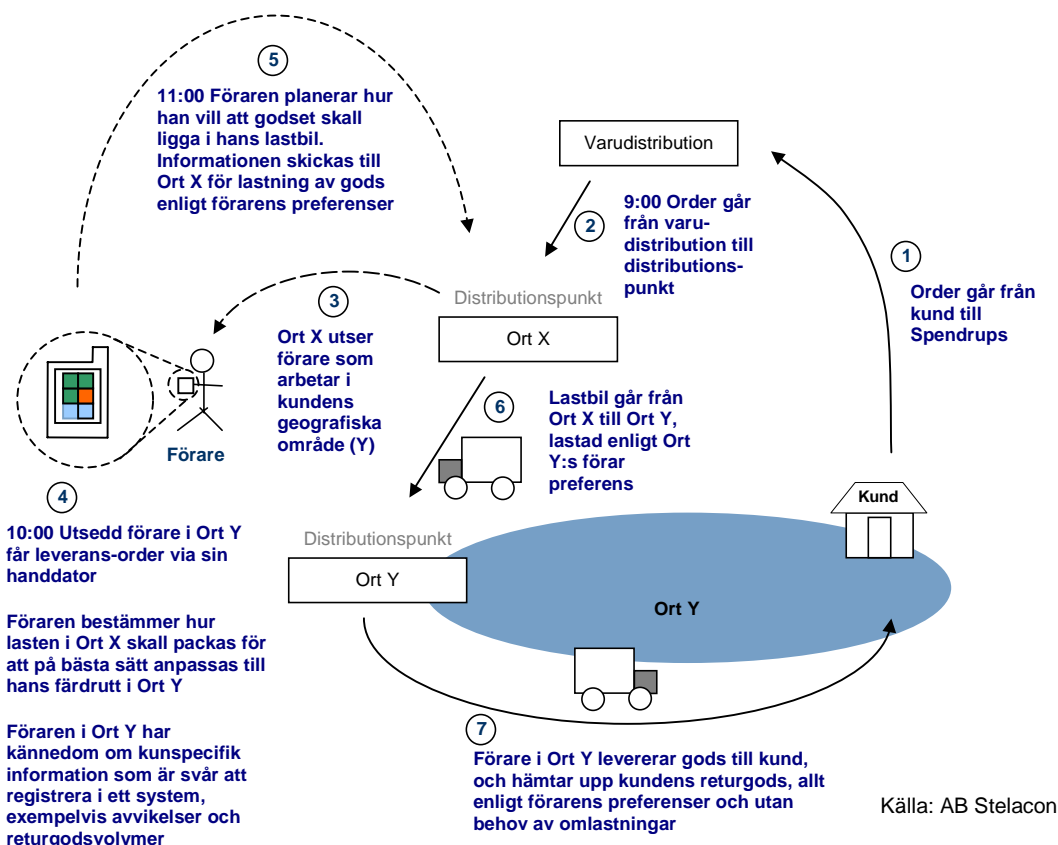 5
11:00 Föraren planerar hur
han vill att godset skall
ligga i hans lastbil.
Informationen skickas till
Ort X för lastning av gods
enligt förarens preferenser
Varudistribution
2
9:00 Order går
från varu-
distribution till
distributions-
punkt
1
Order går från
kund till
Spendrups
3
Ort X utser
förare som
arbetar i
kundens
geografiska
område (Y)
Distributionspunkt
Ort X
6
Lastbil går från
Ort X till Ort Y,
lastad enligt Ort
Y:s förar
preferens
Förare
4
10:00 Utsedd förare i Ort Y
får leverans-order via sin
handdator
Föraren bestämmer hur
lasten i Ort X skall packas för
att på bästa sätt anpassas till
hans färdrutt i Ort Y
Föraren i Ort Y har
kännedom om kunspecifik
information som är svår att
registrera i ett system,
exempelvis avvikelser och
returgodsvolymer
Kund
Distributionspunkt
Ort Y
Ort Y
7
Förare i Ort Y levererar gods till kund,
och hämtar upp kundens returgods, allt
enligt förarens preferenser och utan
behov av omlastningar
Källa: AB Stelacon